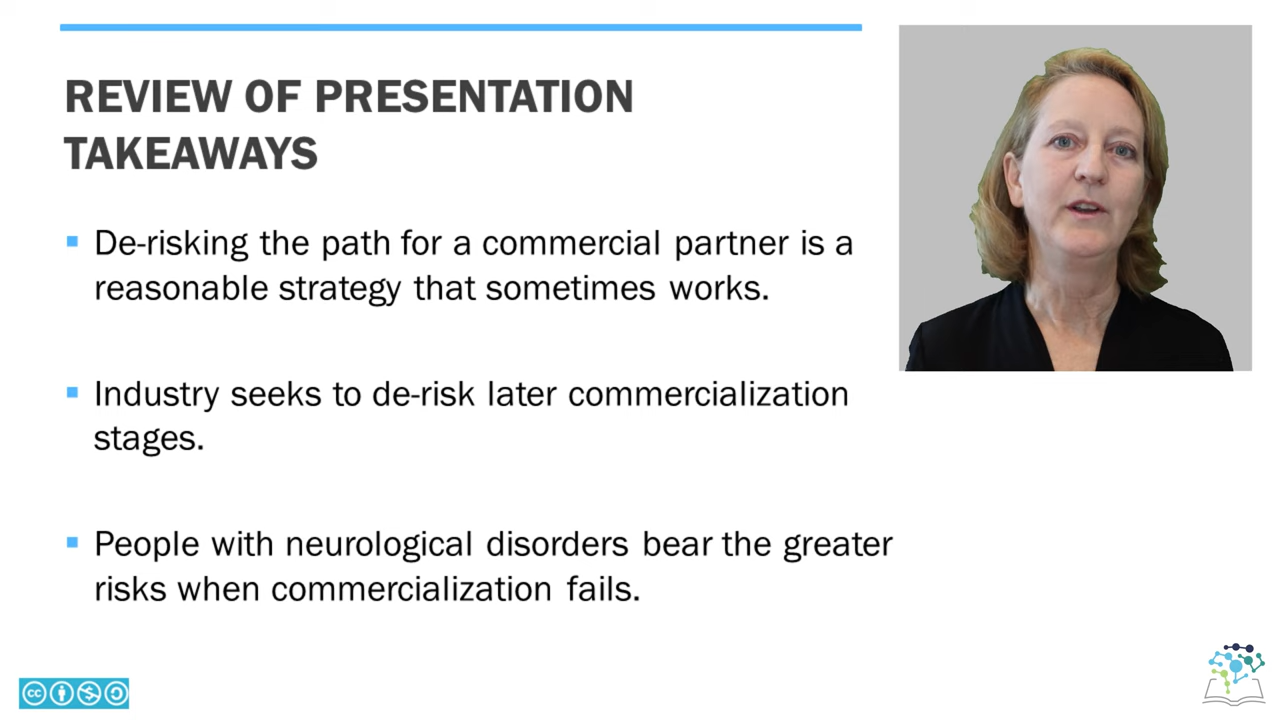 REVIEW OF PRESENTATION
TAKEAWAYS
De-risking the path for a commercial partner is a
reasonable strategy that sometimes works.
Industry seeks to de-risk later commercialization
stages.
People with neurological disorders bear the greater
risks when commercialization fails.
cc